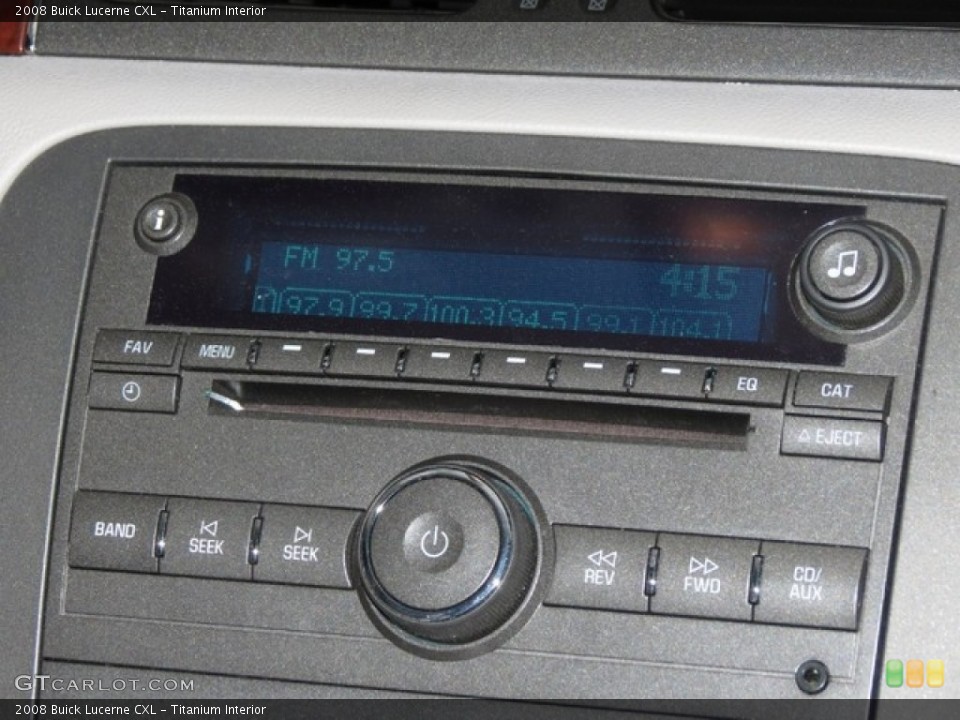 2008 Buick Lucerne CXL - Titanium Interior
i
FM 97.5
4:15
97.9 99.7 100.3 94.5 99.1 104.1
FAV
MENU
EQ
CAT
△ EJECT
BAND
SEEK
SEEK
REV
FWD
CD/
AUX
GTCARLOT.COM
2008 Buick Lucerne CXL - Titanium Interior